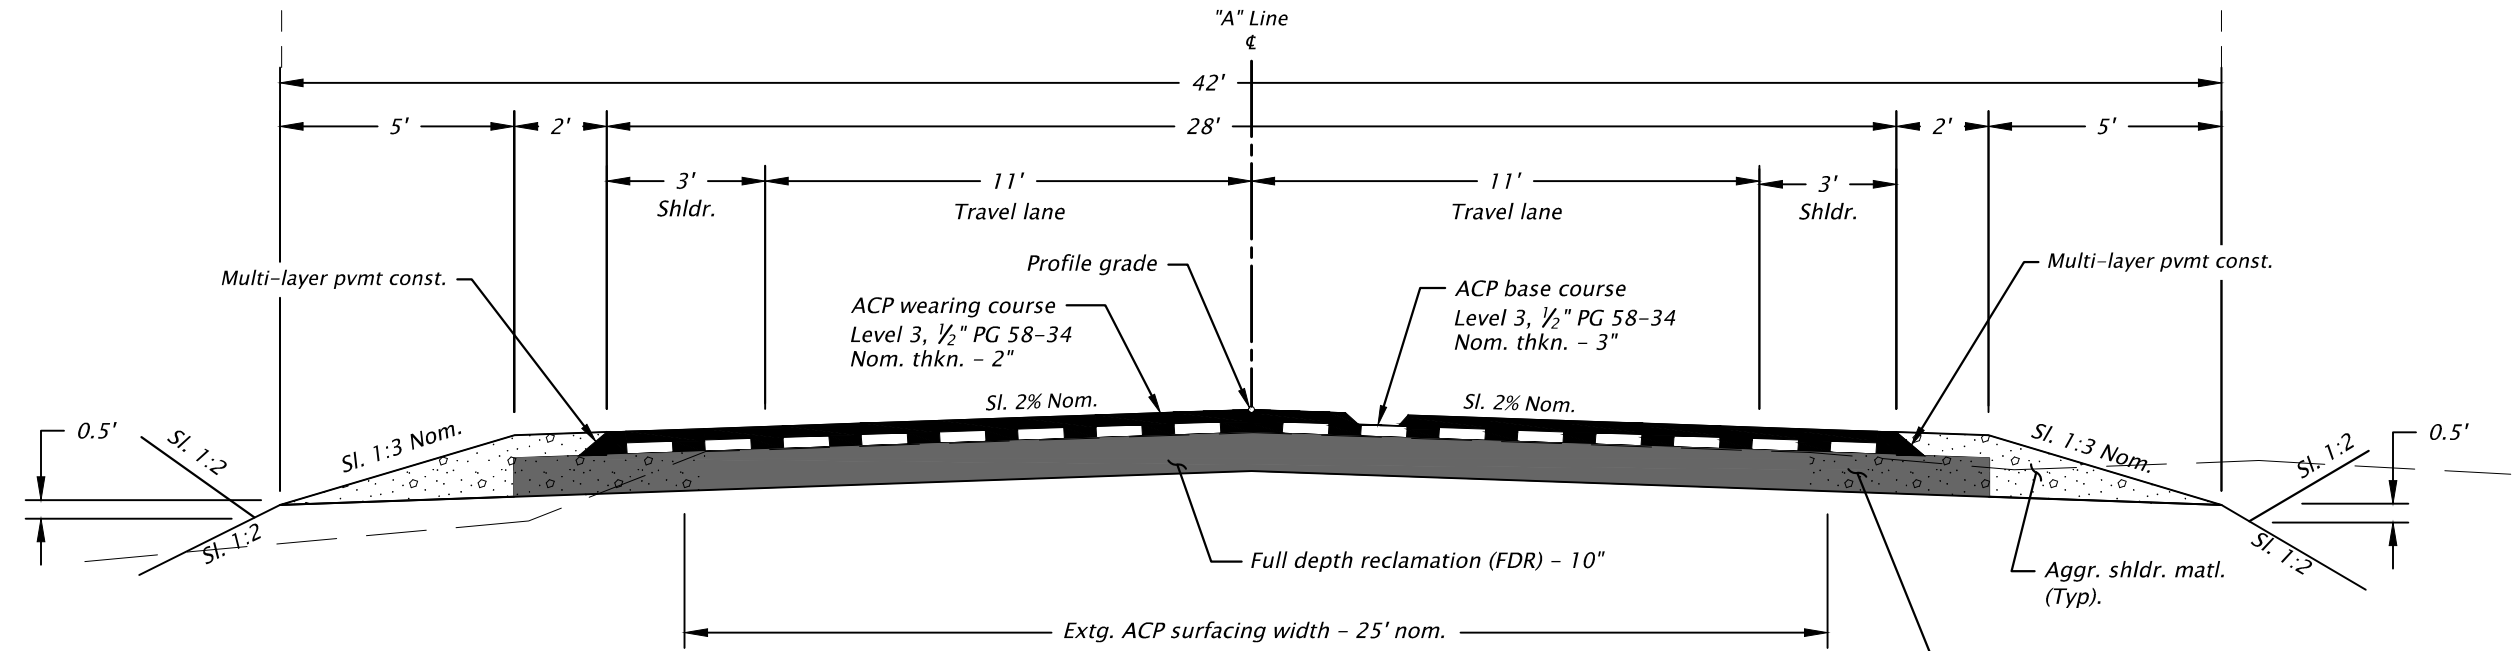 "A" Line
℄
42'
5'
2'
28'
2'
5'
3'
Shldr.
11'
Travel lane
11'
Travel lane
3'
Shldr.
Multi-layer pvmt const.
Profile grade
Multi-layer pvmt const.
ACP wearing course
Level 3, 1/2" PG 58-34
Nom. thkn. - 2"
ACP base course
Level 3, 1/2" PG 58-34
Nom. thkn. - 3"
Sl. 2% Nom.
Sl. 2% Nom.
0.5'
Sl. 1:2
Sl. 1:3 Nom.
Sl. 1:3 Nom.
Sl. 1:2
0.5'
Sl. 1:2
Sl. 1:2
Full depth reclamation (FDR) - 10"
Aggr. shldr. matl.
(Typ).
Extg. ACP surfacing width - 25' nom.